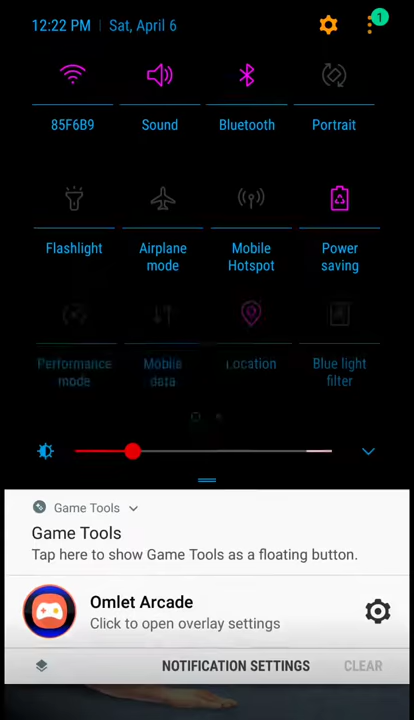 12:22 PM | Sat, April 6
1
85F6B9
Sound
Bluetooth
Portrait
Flashlight
Airplane
mode
Mobile
Hotspot
Power
saving
Performance
mode
Mobile
data
Location
Blue light
filter
Game Tools
Game Tools
Tap here to show Game Tools as a floating button.
Omlet Arcade
Click to open overlay settings
NOTIFICATION SETTINGS
CLEAR